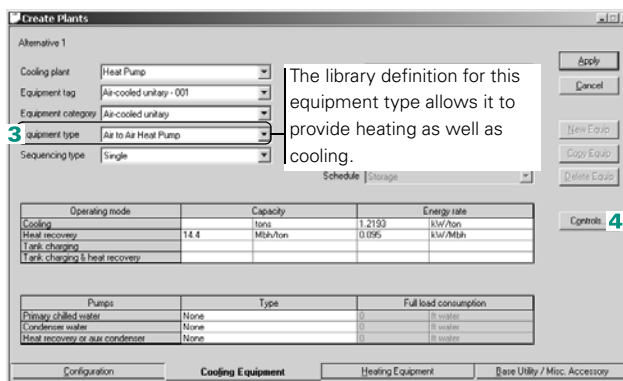 Create Plants
Alternative 1
Cooling plant Heat Pump
Equipment tag Air-cooled unitary - 001
Equipment category Air-cooled unitary
3 Equipment type Air to Air Heat Pump
Sequencing type Single
The library definition for this
equipment type allows it to
provide heating as well as
cooling.
Schedule Storage
Apply
Cancel
New Equip
Copy Equip
Delete Equip
Controls... 4
Operating mode Capacity Energy rate
Cooling tons 1.2193 kW/ton
Heat recovery 14.4 Mbh/ton 0.095 kW/Mbh
Tank charging
Tank charging & heat recovery
Pumps Type Full load consumption
Primary chilled water None 0 ft water
Condenser water None 0 ft water
Heat recovery or aux condenser None 0 ft water
Configuration Cooling Equipment Heating Equipment Base Utility / Misc. Accessory